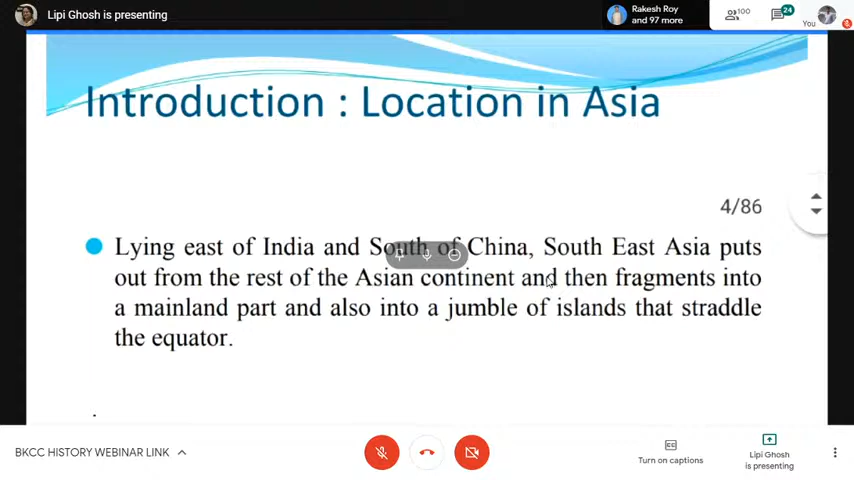 Lipi Ghosh is presenting
Rakesh Roy
and 97 more
100
24
You
Introduction : Location in Asia
4/86
Lying east of India and South of China, South East Asia puts
out from the rest of the Asian continent and then fragments into
a mainland part and also into a jumble of islands that straddle
the equator.
BKCC HISTORY WEBINAR LINK
Turn on captions
Lipi Ghosh
is presenting